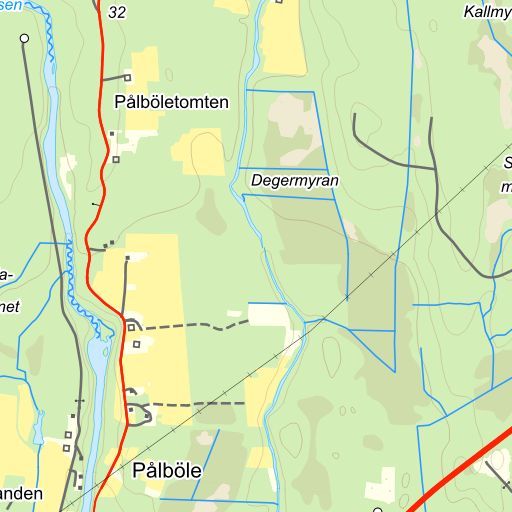 sen
32
Kallmy
Pålböletomten
Degermyran
S
m
a-
met
Pålböle
anden